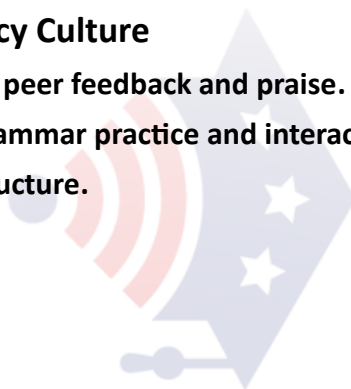 cy Culture
peer feedback and praise.
ammar practice and interac
ucture.